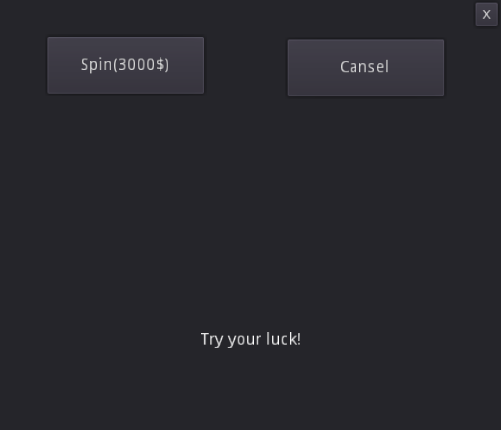 X
Spin(3000$)
Cansel
Try your luck!